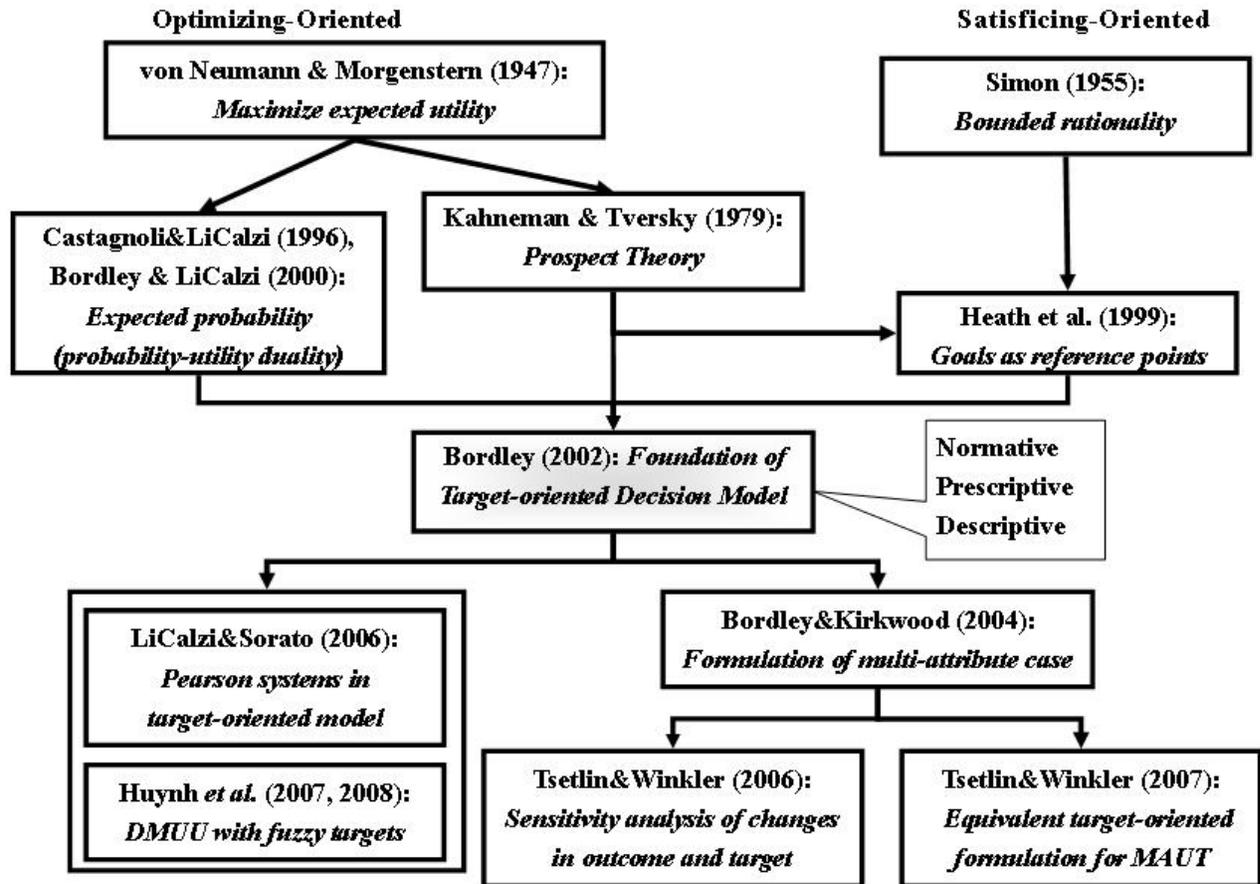 Optimizing-Oriented
Satisficing-Oriented
von Neumann & Morgenstern (1947):
Maximize expected utility
Simon (1955):
Bounded rationality
Castagnoli&LiCalzi (1996),
Bordley & LiCalzi (2000):
Expected probability
(probability-utility duality)
Kahneman & Tversky (1979):
Prospect Theory
Heath et al. (1999):
Goals as reference points
Bordley (2002): Foundation of
Target-oriented Decision Model
Normative
Prescriptive
Descriptive
LiCalzi&Sorato (2006):
Pearson systems in
target-oriented model
Huynh et al. (2007, 2008):
DMUU with fuzzy targets
Bordley&Kirkwood (2004):
Formulation of multi-attribute case
Tsetlin&Winkler (2006):
Sensitivity analysis of changes
in outcome and target
Tsetlin&Winkler (2007):
Equivalent target-oriented
formulation for MAUT